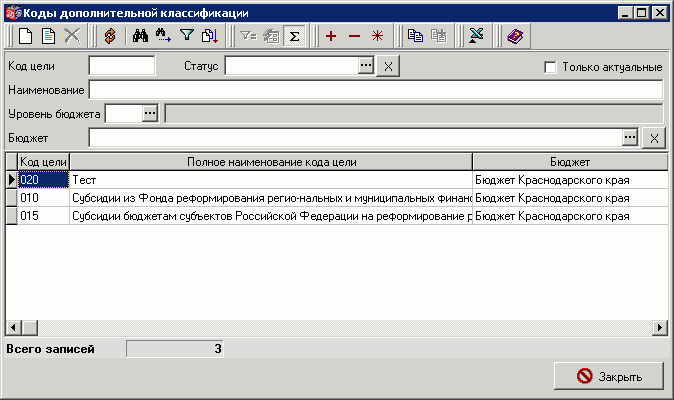 Коды дополнительной классификации
Код цели Статус X Только актуальные
Наименование
Уровень бюджета
Бюджет X
Код цели Полное наименование кода цели Бюджет
020 Тест Бюджет Краснодарского края
010 Субсидии из Фонда реформирования регио-нальных и муниципальных финанс Бюджет Краснодарского края
015 Субсидии бюджетам субъектов Российской Федерации на реформирование р Бюджет Краснодарского края
Всего записей 3
Закрыть